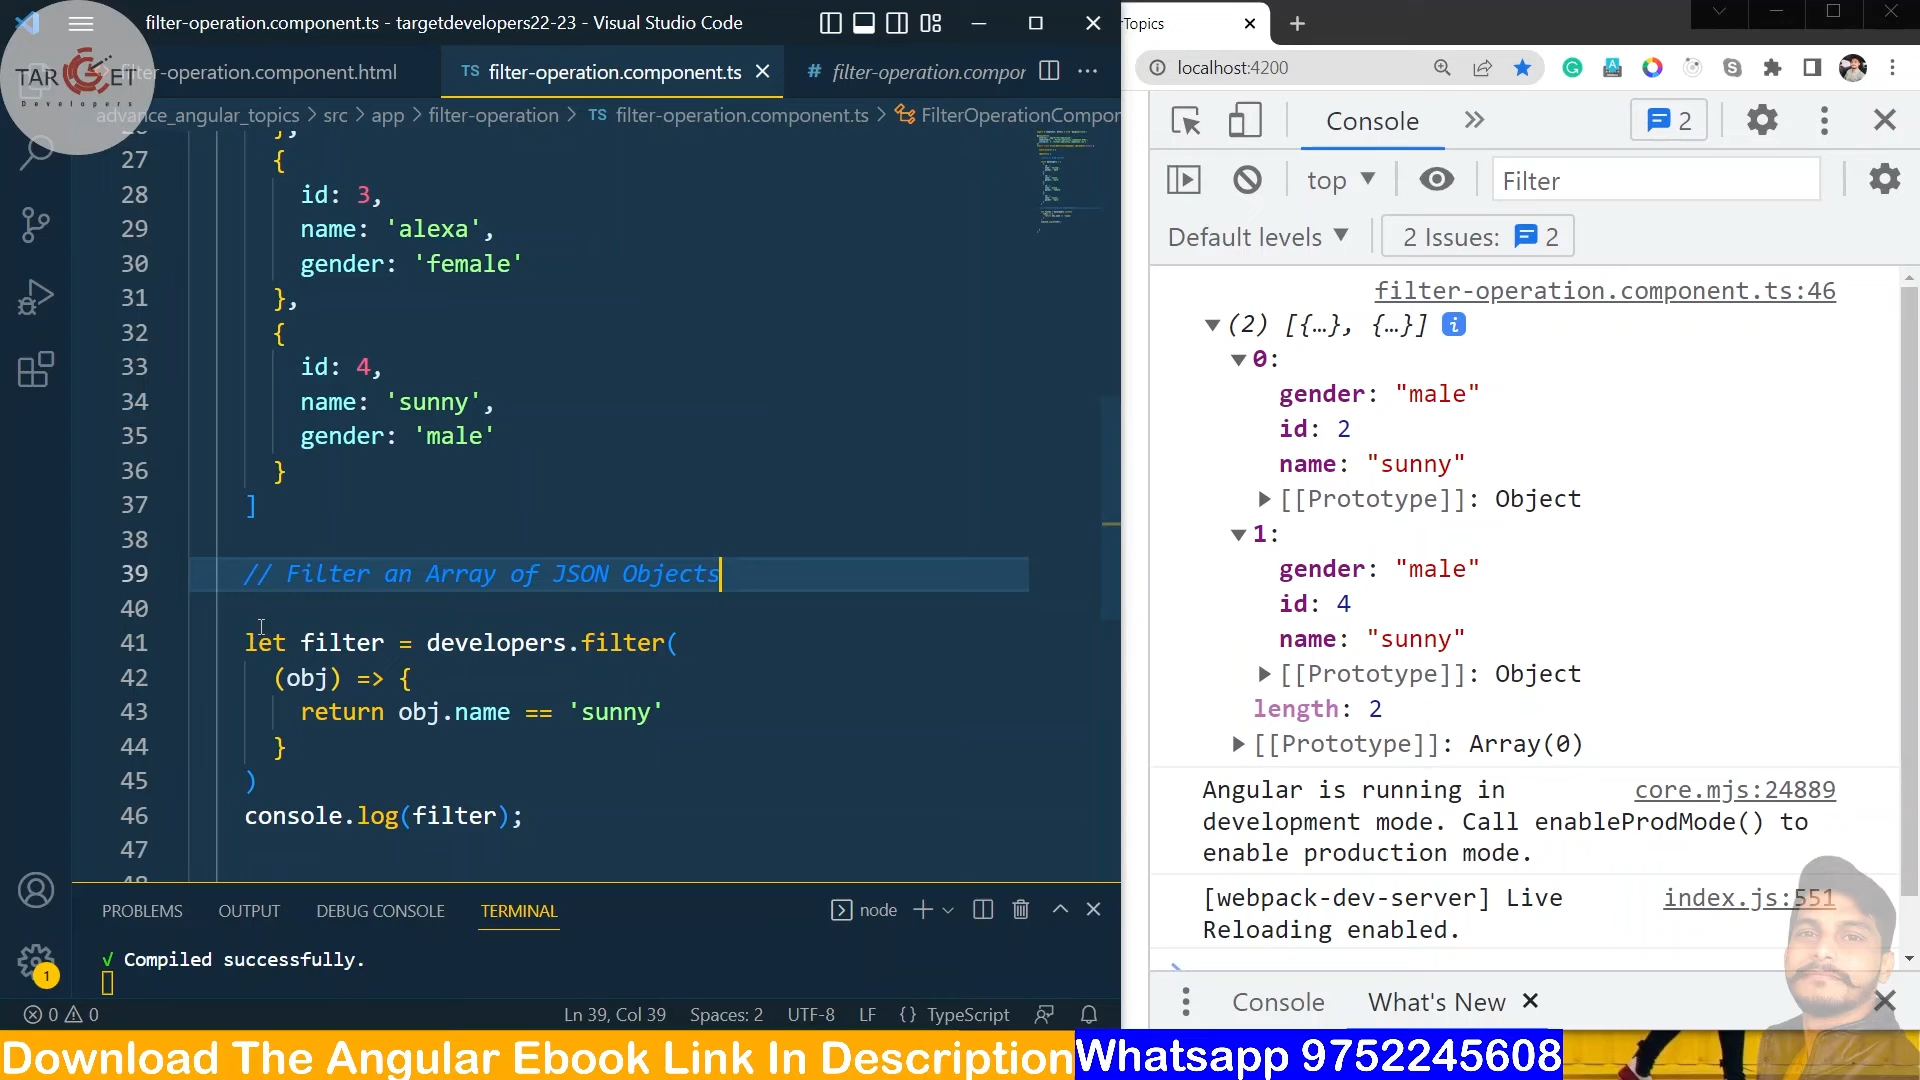 filter-operation.component.ts - targetdevelopers22-23 - Visual Studio Code
TARGET
Developers
-operation.component.html
TS filter-operation.component.ts
# filter-operation.compor
advance_angular_topics > src > app > filter-operation > TS filter-operation.component.ts > FilterOperationCompor
27 {
28 id: 3,
29 name: 'alexa',
30 gender: 'female'
31 },
32 {
33 id: 4,
34 name: 'sunny',
35 gender: 'male'
36 }
37 ]
38
39 // Filter an Array of JSON Objects
40
41 let filter = developers.filter(
42 (obj) => {
43 return obj.name == 'sunny'
44 }
45 )
46 console.log(filter);
47
PROBLEMS OUTPUT DEBUG CONSOLE TERMINAL
node
√ Compiled successfully.
1
0 0
Ln 39, Col 39 Spaces: 2 UTF-8 LF {} TypeScript
Topics
localhost:4200
Console
2
top
Filter
Default levels
2 Issues: 2
filter-operation.component.ts:46
(2) [{…}, {…}]
0:
gender: "male"
id: 2
name: "sunny"
[[Prototype]]: Object
1:
gender: "male"
id: 4
name: "sunny"
[[Prototype]]: Object
length: 2
[[Prototype]]: Array(0)
Angular is running in core.mjs:24889
development mode. Call enableProdMode() to
enable production mode.
[webpack-dev-server] Live index.js:551
Reloading enabled.
Console What's New
Download The Angular Ebook Link In Description
Whatsapp 9752245608